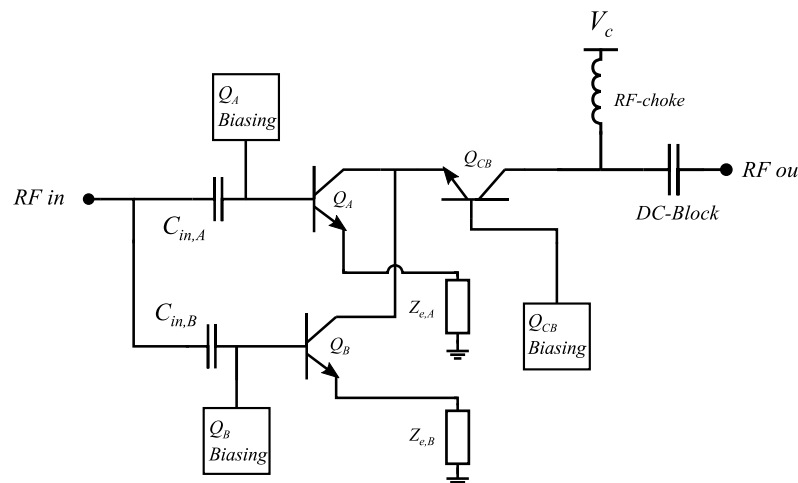 V_c
RF-choke
Q_A
Biasing
Q_CB
RF in
Q_A
RF ou
C_in,A
DC-Block
C_in,B
Z_e,A
Q_CB
Biasing
Q_B
Q_B
Biasing
Z_e,B